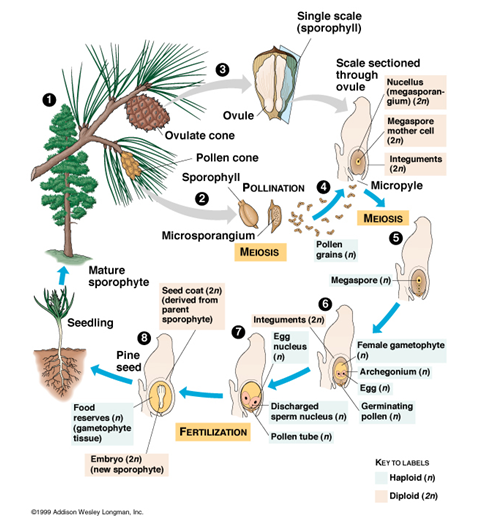 Single scale
(sporophyll)
Scale sectioned
through
ovule
Nucellus
(megasporan-
gium) (2n)
Megaspore
mother cell
(2n)
Integuments
(2n)
3
1
Ovule
Ovulate cone
Pollen cone
Sporophyll
POLLINATION
4
Micropyle
2
MEIOSIS
Microsporangium
MEIOSIS
Pollen
grains (n)
5
Megaspore (n)
Mature
sporophyte
Seed coat (2n)
(derived from
parent
sporophyte)
6
Integuments (2n)
Seedling
8
7
Egg
nucleus
(n)
Female gametophyte
(n)
Archegonium (n)
Egg (n)
Germinating
pollen (n)
Pine
seed
Food
reserves (n)
(gametophyte
tissue)
Discharged
sperm nucleus (n)
FERTILIZATION
Pollen tube (n)
Embryo (2n)
(new sporophyte)
KEY TO LABELS
Haploid (n)
Diploid (2n)
©1999 Addison Wesley Longman, Inc.